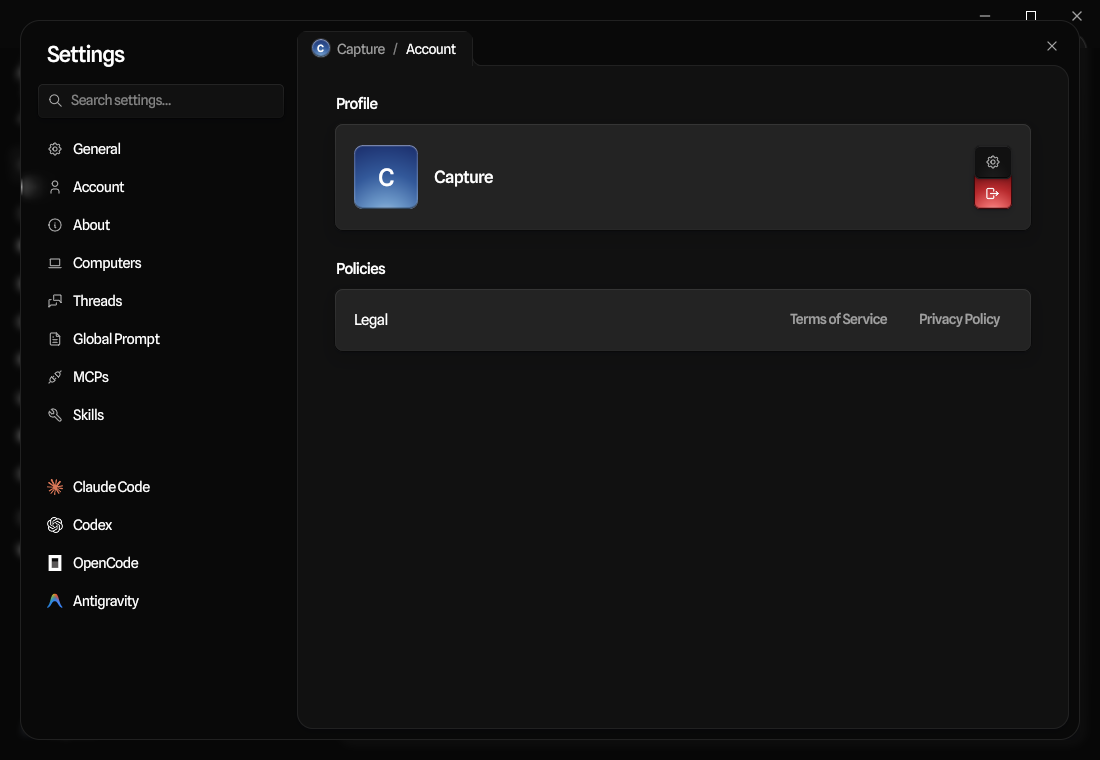 Settings
Search settings...
General
Account
About
Computers
Threads
Global Prompt
MCPs
Skills
Claude Code
Codex
OpenCode
Antigravity
C Capture / Account
Profile
C Capture
Policies
Legal Terms of Service Privacy Policy